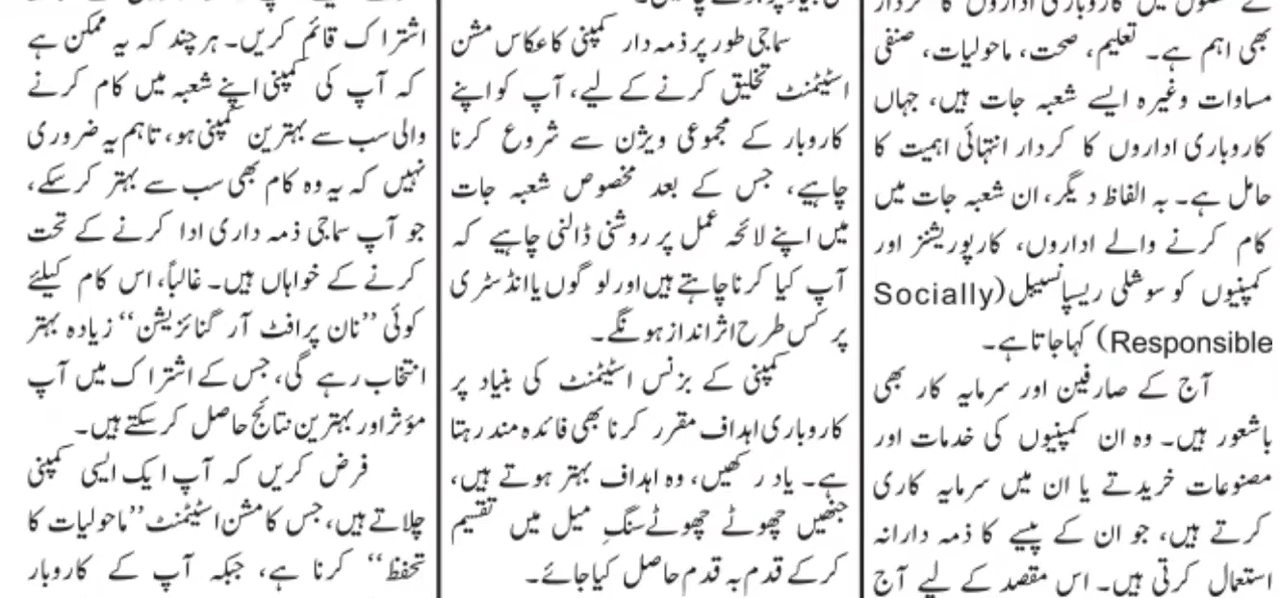 کے حصول میں کاروباری اداروں کا کردار
بھی اہم ہے۔ تعلیم، صحت، ماحولیات، صنفی
مساوات وغیرہ ایسے شعبہ جات ہیں، جہاں
کاروباری اداروں کا کردار انتہائی اہمیت کا
حامل ہے۔ بہ الفاظ دیگر، ان شعبہ جات میں
کام کرنے والے اداروں، کارپوریشنز اور
کمپنیوں کو سوشلی ریسپانسیبل (Socially
Responsible) کہا جاتا ہے۔
آج کے صارفین اور سرمایہ کار بھی
باشعور ہیں۔ وہ ان کمپنیوں کی خدمات اور
مصنوعات خریدتے یا ان میں سرمایہ کاری
کرتے ہیں، جو ان کے پیسے کا ذمہ دارانہ
استعمال کرتی ہیں۔ اس مقصد کے لیے آج
سماجی طور پر ذمہ دار کمپنی کا عکاس مشن
اسٹیٹمنٹ تخلیق کرنے کے لیے، آپ کو اپنے
کاروبار کے مجموعی ویژن سے شروع کرنا
چاہیے، جس کے بعد مخصوص شعبہ جات
میں اپنے لائحہ عمل پر روشنی ڈالنی چاہیے کہ
آپ کیا کرنا چاہتے ہیں اور لوگوں یا انڈسٹری
پر کس طرح اثر انداز ہونگے۔
کمپنی کے بزنس اسٹیٹمنٹ کی بنیاد پر
کاروباری اہداف مقرر کرنا بھی فائدہ مند رہتا
ہے۔ یاد رکھیں، وہ اہداف بہتر ہوتے ہیں،
جنھیں چھوٹے چھوٹے سنگِ میل میں تقسیم
کرکے قدم بہ قدم حاصل کیا جائے۔
اشتراک قائم کریں۔ ہر چند کہ یہ ممکن ہے
کہ آپ کی کمپنی اپنے شعبہ میں کام کرنے
والی سب سے بہترین کمپنی ہو، تاہم یہ ضروری
نہیں کہ یہ وہ کام بھی سب سے بہتر کرسکے،
جو آپ سماجی ذمہ داری ادا کرنے کے تحت
کرنے کے خواہاں ہیں۔ غالباً، اس کام کیلئے
کوئی ’’نان پرافٹ آرگنائزیشن‘‘ زیادہ بہتر
انتخاب رہے گی، جس کے اشتراک میں آپ
مؤثر اور بہترین نتائج حاصل کرسکتے ہیں۔
فرض کریں کہ آپ ایک ایسی کمپنی
چلاتے ہیں، جس کا مشن اسٹیٹمنٹ ’’ماحولیات کا
تحفظ‘‘ کرنا ہے، جبکہ آپ کے کاروبار